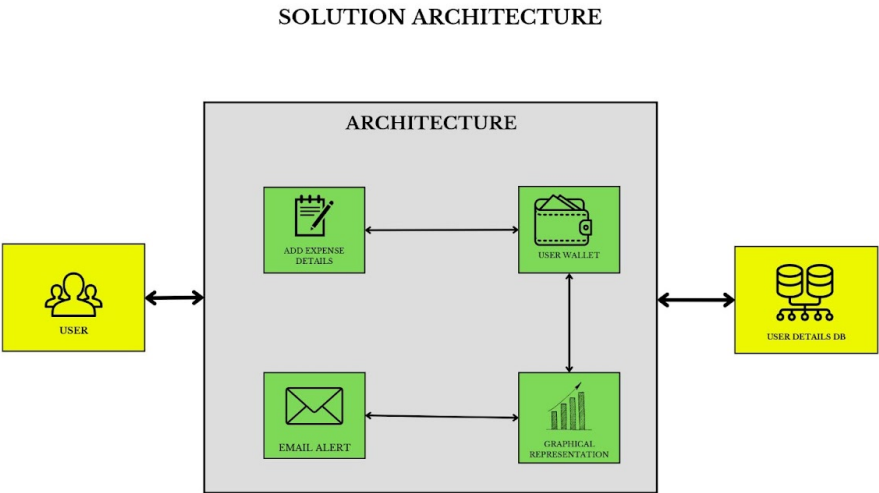 SOLUTION ARCHITECTURE
ARCHITECTURE
ADD EXPENSE
DETAILS
USER WALLET
USER
USER DETAILS DB
EMAIL ALERT
GRAPHICAL
REPRESENTATION